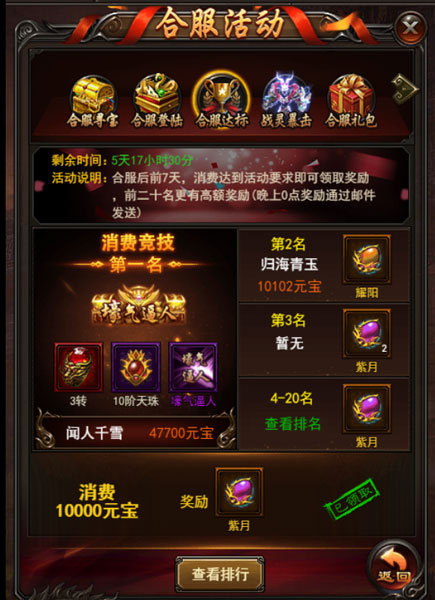 合服活动
合服寻宝 合服登陆 合服达标 战灵暴击 合服礼包
剩余时间：5天17小时30分
活动说明：合服后前7天，消费达到活动要求即可领取奖励
，前二十名更有高额奖励(晚上0点奖励通过邮件
发送)
消费竞技
第一名
壕气逼人
壕气逼人
3转 10阶天珠 壕气逼人
闻人千雪 47700元宝
第2名
归海青玉
10102元宝
耀阳
第3名
暂无
2
紫月
4-20名
查看排名
紫月
消费
10000元宝
奖励
紫月
已领取
查看排行
返回